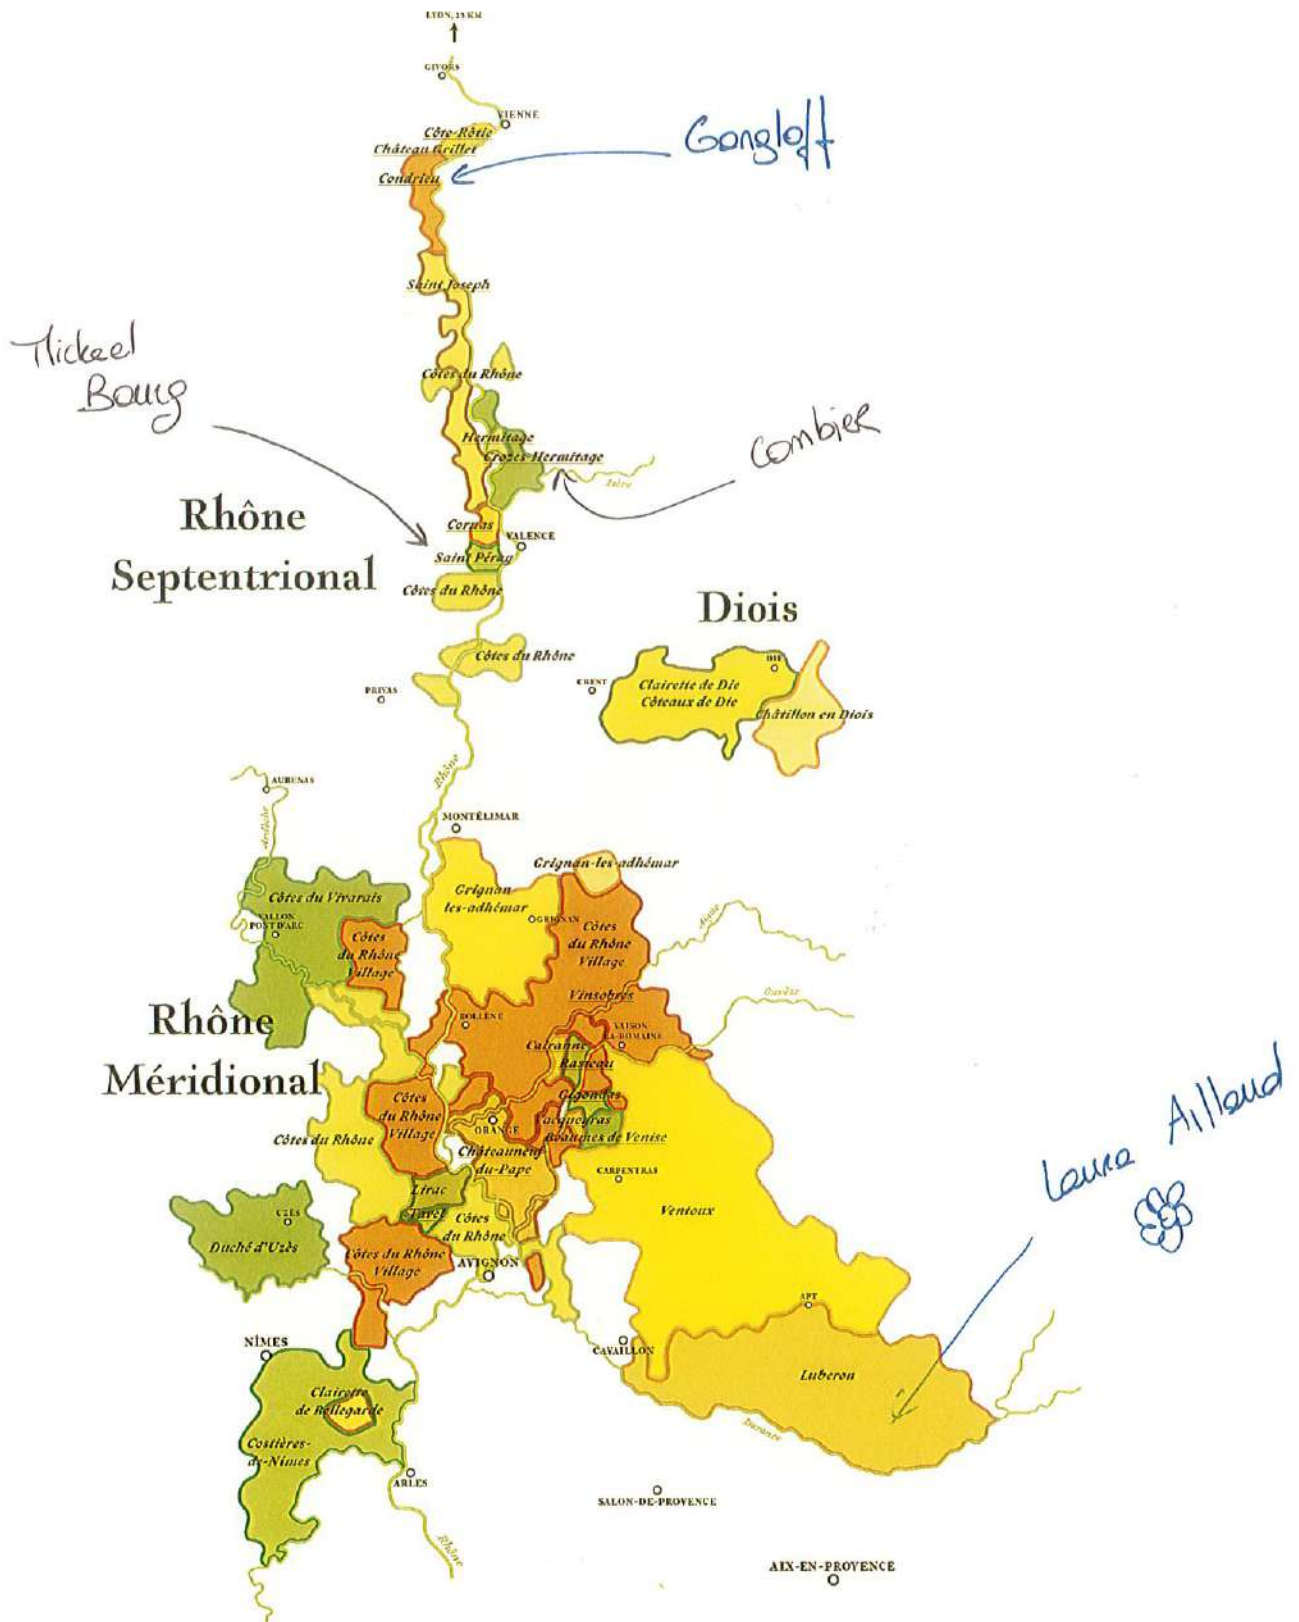 LYON, 25 KM
GIVORS
VIENNE
Côte-Rôtie
Château Grillet
Condrieu
Gangloff
Saint Joseph
Mickael
Bourg
Côtes du Rhône
Hermitage
Crozes-Hermitage
Combier
Isère
Rhône
Septentrional
Cornas
VALENCE
Saint Péray
Côtes du Rhône
Diois
Côtes du Rhône
DIE
PRIVAS
CREST
Clairette de Die
Côteaux de Die
Châtillon en Diois
Rhône
AUBENAS
Ardèche
MONTÉLIMAR
Grignan-les-adhémar
Côtes du Vivarais
Grignan-
les-adhémar
GRIGNAN
VALLON
PONT D'ARC
Côtes
du Rhône
Village
Côtes
du Rhône
Village
Aigue
Vinsobres
Ouvèze
Rhône
Méridional
BOLLÈNE
VAISON-
LA-ROMAINE
Cairanne
Rasteau
Gigondas
Côtes
du Rhône
Village
ORANGE
Vacqueyras
Beaumes de Venise
Côtes du Rhône
Châteauneuf
du-Pape
CARPENTRAS
Laura Aillaud
Lirac
Tavel
Ventoux
UZÈS
Duché d'Uzès
Côtes
du Rhône
Côtes du Rhône
Village
AVIGNON
APT
NÎMES
CAVAILLON
Luberon
Clairette
de Bellegarde
Durance
Costières-
de-Nîmes
ARLES
SALON-DE-PROVENCE
Rhône
AIX-EN-PROVENCE